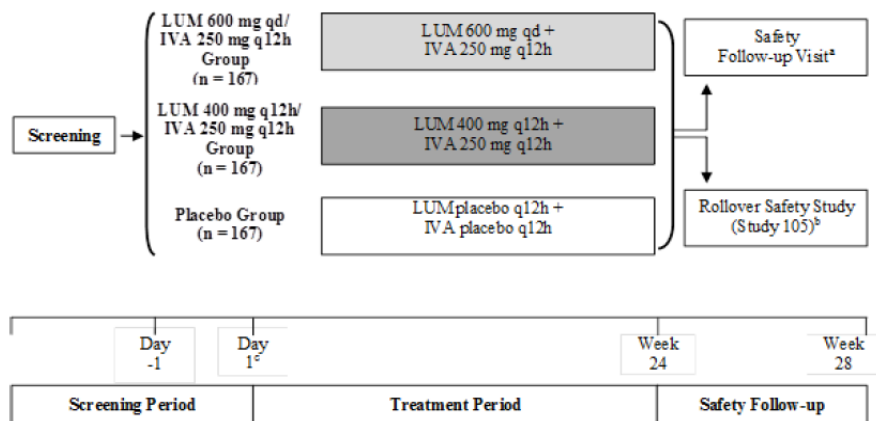 LUM 600 mg qd/
IVA 250 mg q12h
Group
(n = 167)
LUM 600 mg qd +
IVA 250 mg q12h
Safety
Follow-up Visitᵃ
Screening
LUM 400 mg q12h/
IVA 250 mg q12h
Group
(n = 167)
LUM 400 mg q12h +
IVA 250 mg q12h
Placebo Group
(n = 167)
LUM placebo q12h +
IVA placebo q12h
Rollover Safety Study
(Study 105)ᵇ
Day
-1
Day
1ᶜ
Week
24
Week
28
Screening Period
Treatment Period
Safety Follow-up